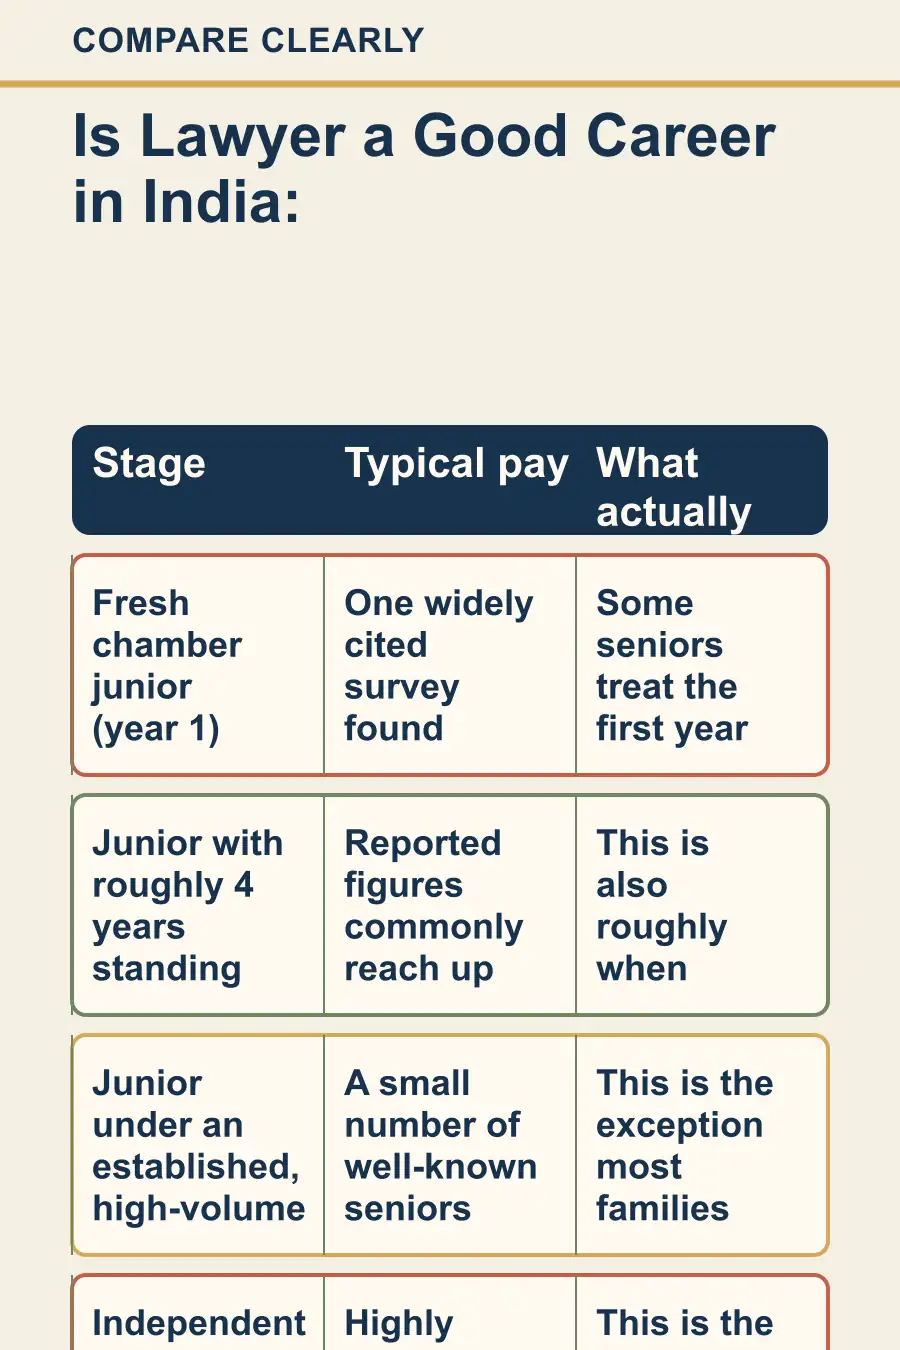 COMPARE CLEARLY
Is Lawyer a Good Career
in India:
Stage
Typical pay
What
actually
Fresh
chamber
junior
(year 1)
One widely
cited
survey
found
Some
seniors
treat the
first year
Junior with
roughly 4
years
standing
Reported
figures
commonly
reach up
This is
also
roughly
when
Junior
under an
established,
high-volume
A small
number of
well-known
seniors
This is the
exception
most
families
Independent
Highly
This is the